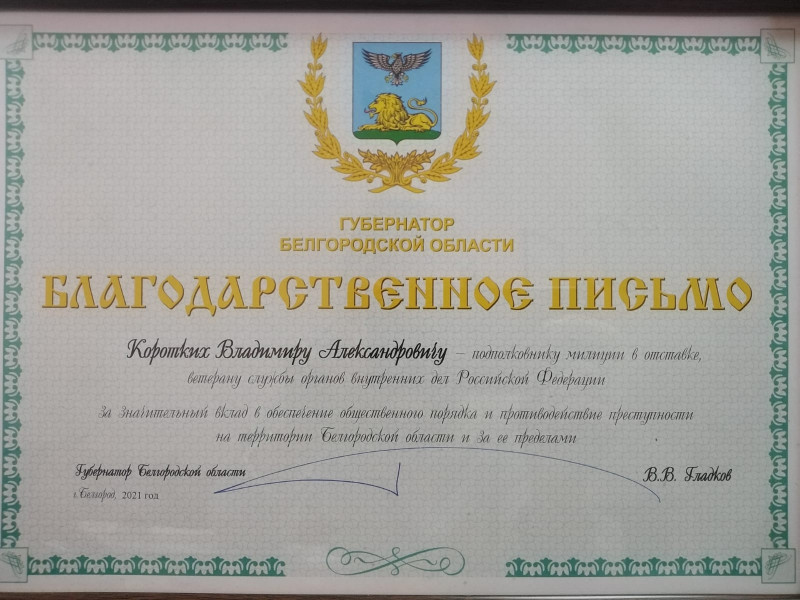 ГУБЕРНАТОР
БЕЛГОРОДСКОЙ ОБЛАСТИ
БЛАГОДАРСТВЕННОЕ ПИСЬМО
Коротких Владимиру Александровичу – подполковнику милиции в отставке,
ветерану службы органов внутренних дел Российской Федерации
за значительный вклад в обеспечение общественного порядка и противодействие преступности
на территории Белгородской области и за ее пределами
Губернатор Белгородской области
В.В. Гладков
г.Белгород, 2021 год